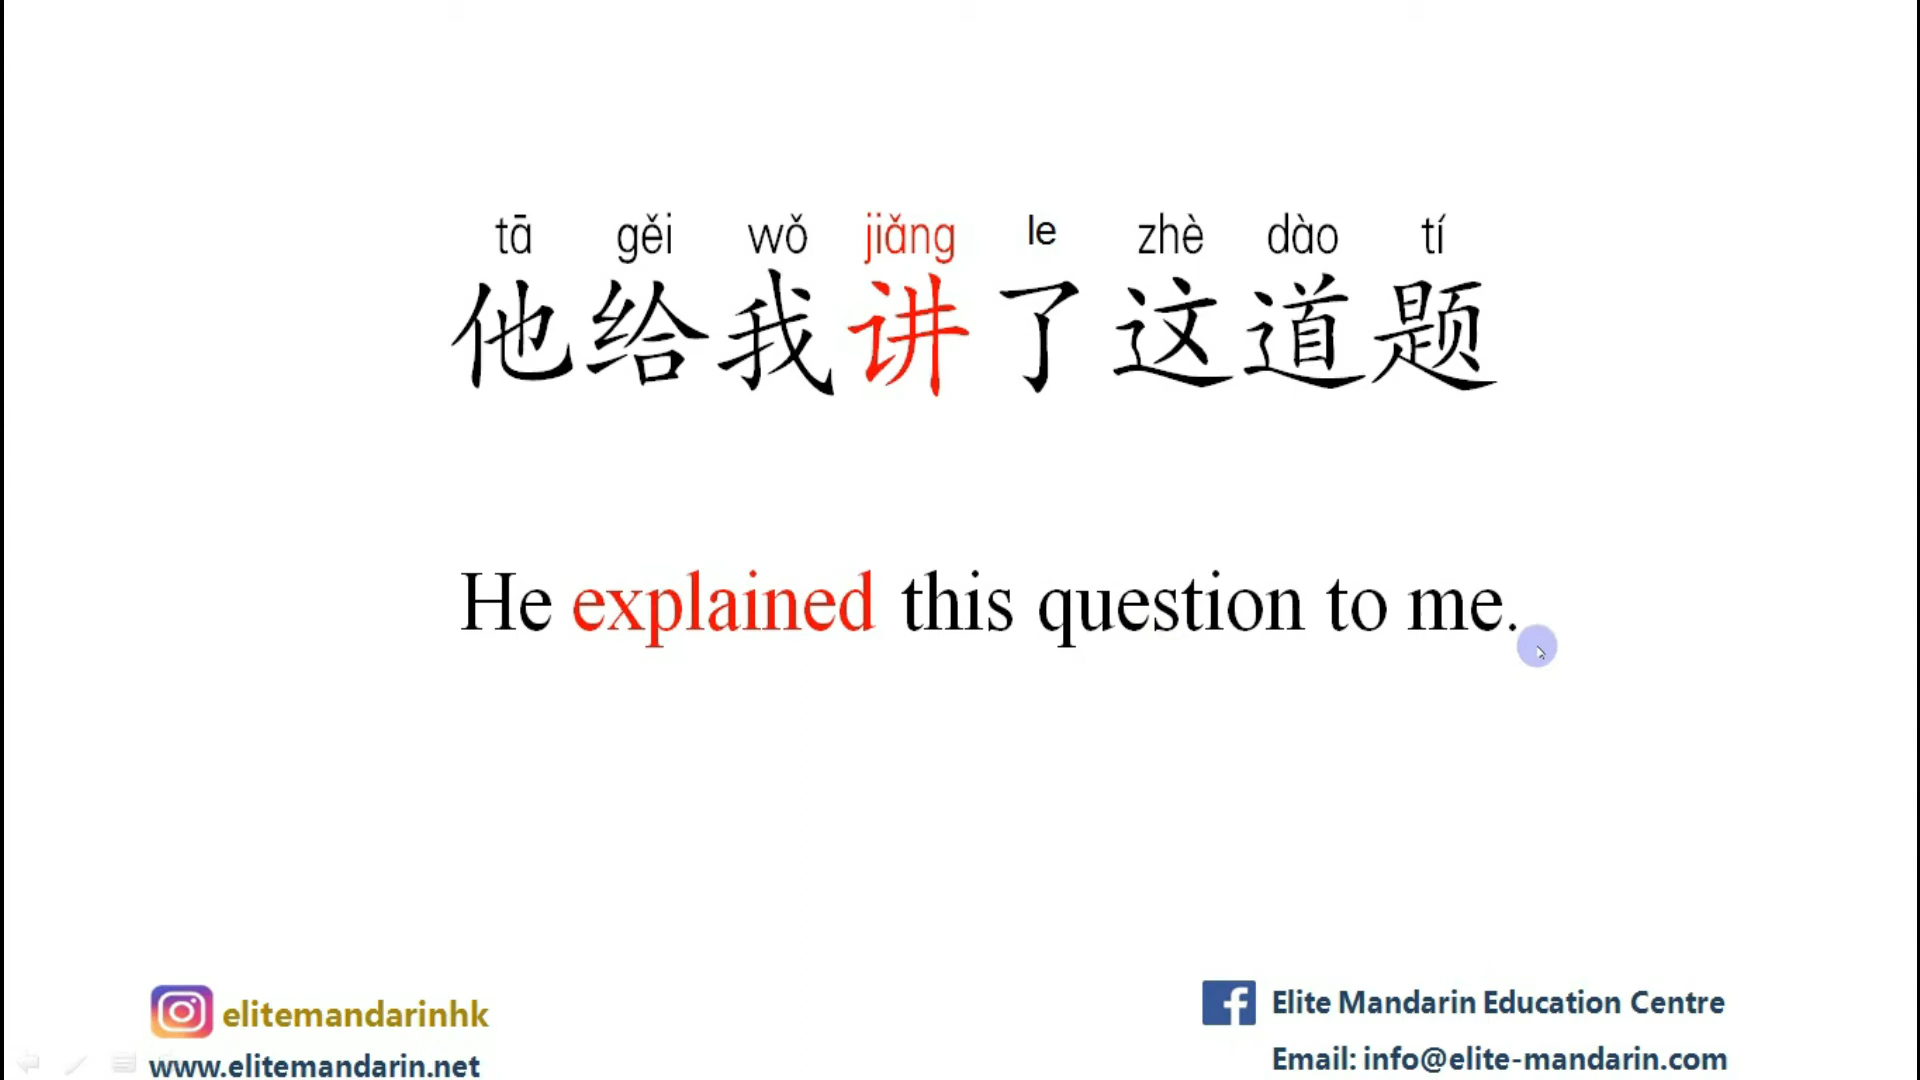 tā gěi wǒ jiǎng le zhè dào tí
他给我讲了这道题
He explained this question to me.
elitemandarinhk
www.elitemandarin.net
Elite Mandarin Education Centre
Email: info@elite-mandarin.com